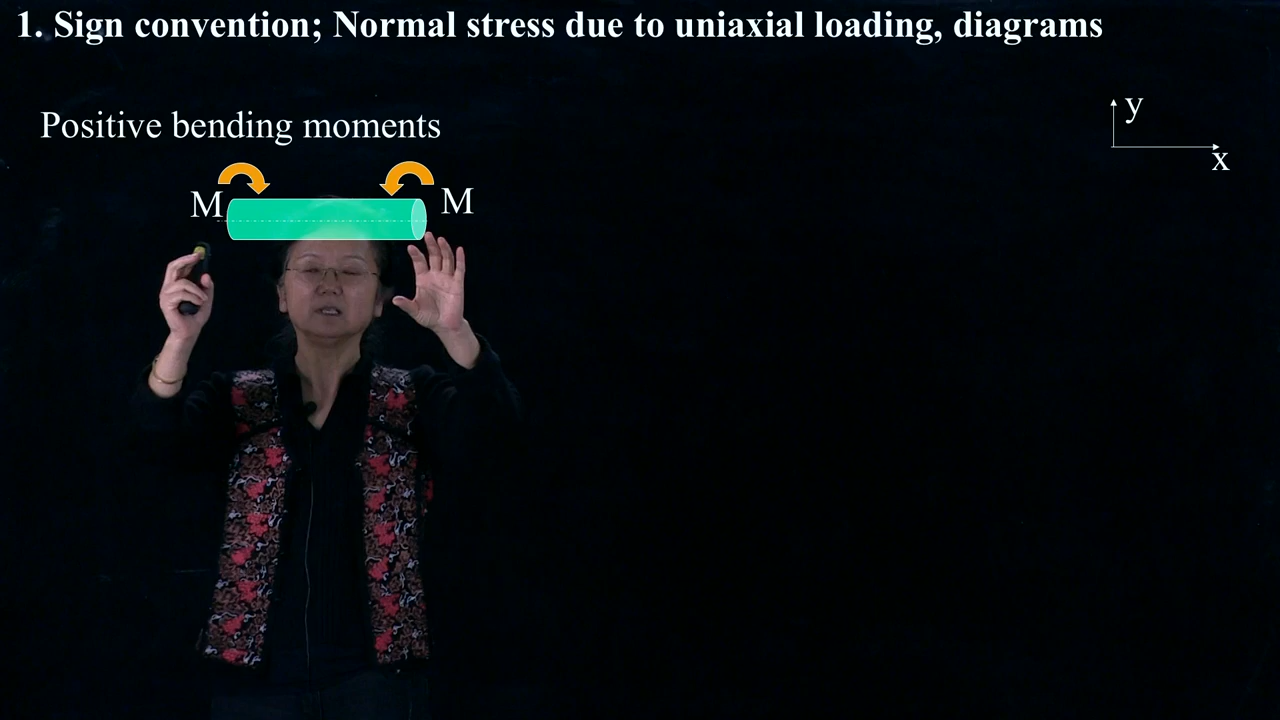 1. Sign convention; Normal stress due to uniaxial loading, diagrams
y
x
Positive bending moments
M
M